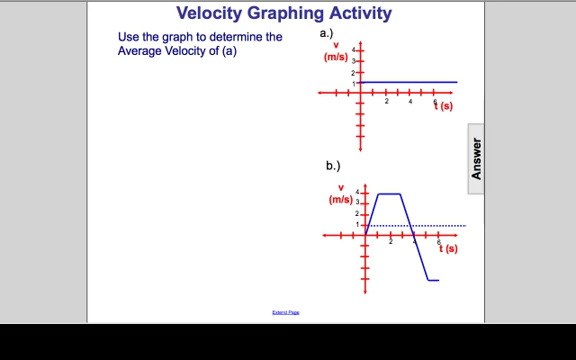 Velocity Graphing Activity
Use the graph to determine the
Average Velocity of (a)
a.)
v
(m/s)
4
3
2
1
2
4
6
t (s)
Answer
b.)
v
(m/s)
4
3
2
1
2
4
6
t (s)
Extend Page